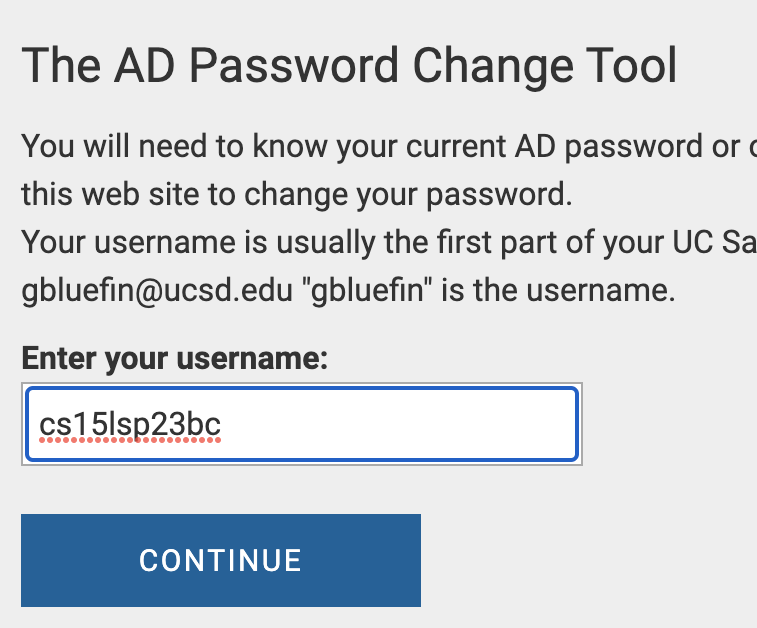 The AD Password Change Tool
You will need to know your current AD password or
this web site to change your password.
Your username is usually the first part of your UC Sa
gbluefin@ucsd.edu "gbluefin" is the username.
Enter your username:
cs15lsp23bc
CONTINUE